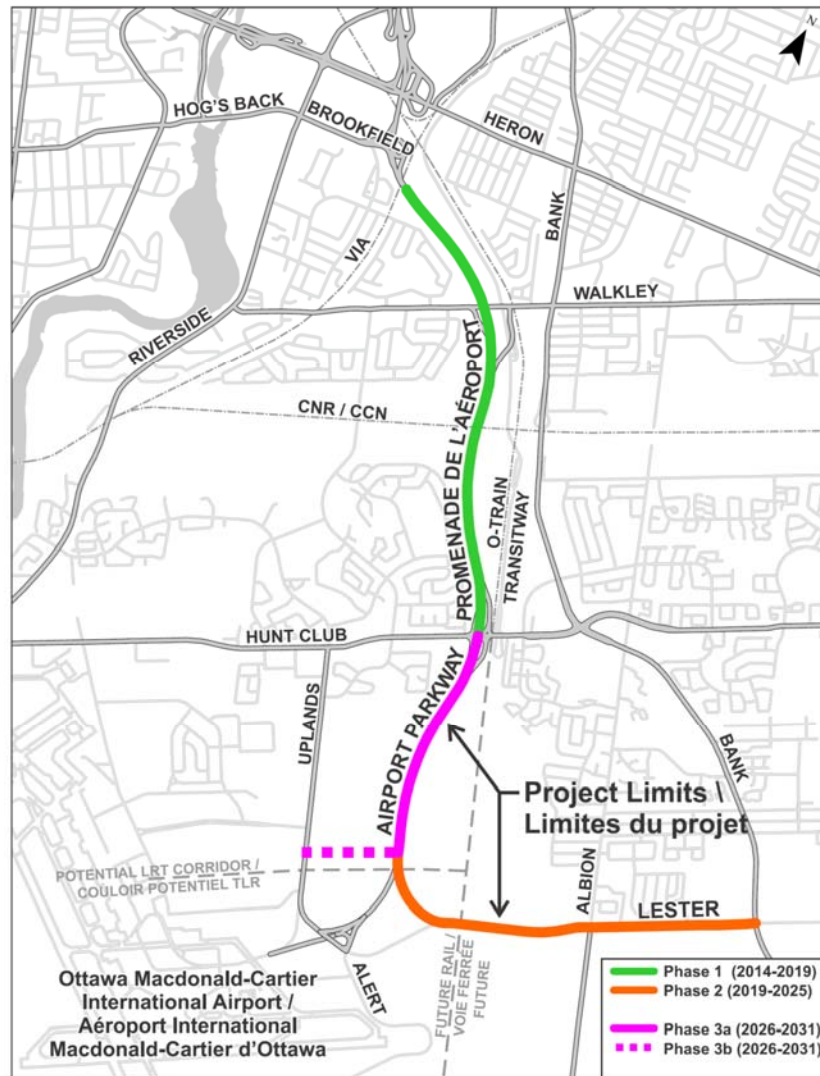 N
HOG'S BACK
BROOKFIELD
HERON
BANK
VIA
WALKLEY
RIVERSIDE
PROMENADE DE L'AÉROPORT
CNR / CCN
O-TRAIN
TRANSITWAY
HUNT CLUB
UPLANDS
AIRPORT PARKWAY
BANK
Project Limits \
Limites du projet
POTENTIAL LRT CORRIDOR /
COULOIR POTENTIEL TLR
ALBION
LESTER
FUTURE RAIL /
VOIE FERRÉE
FUTURE
ALERT
Ottawa Macdonald-Cartier
International Airport /
Aéroport International
Macdonald-Cartier d'Ottawa
Phase 1 (2014-2019)
Phase 2 (2019-2025)
Phase 3a (2026-2031)
Phase 3b (2026-2031)